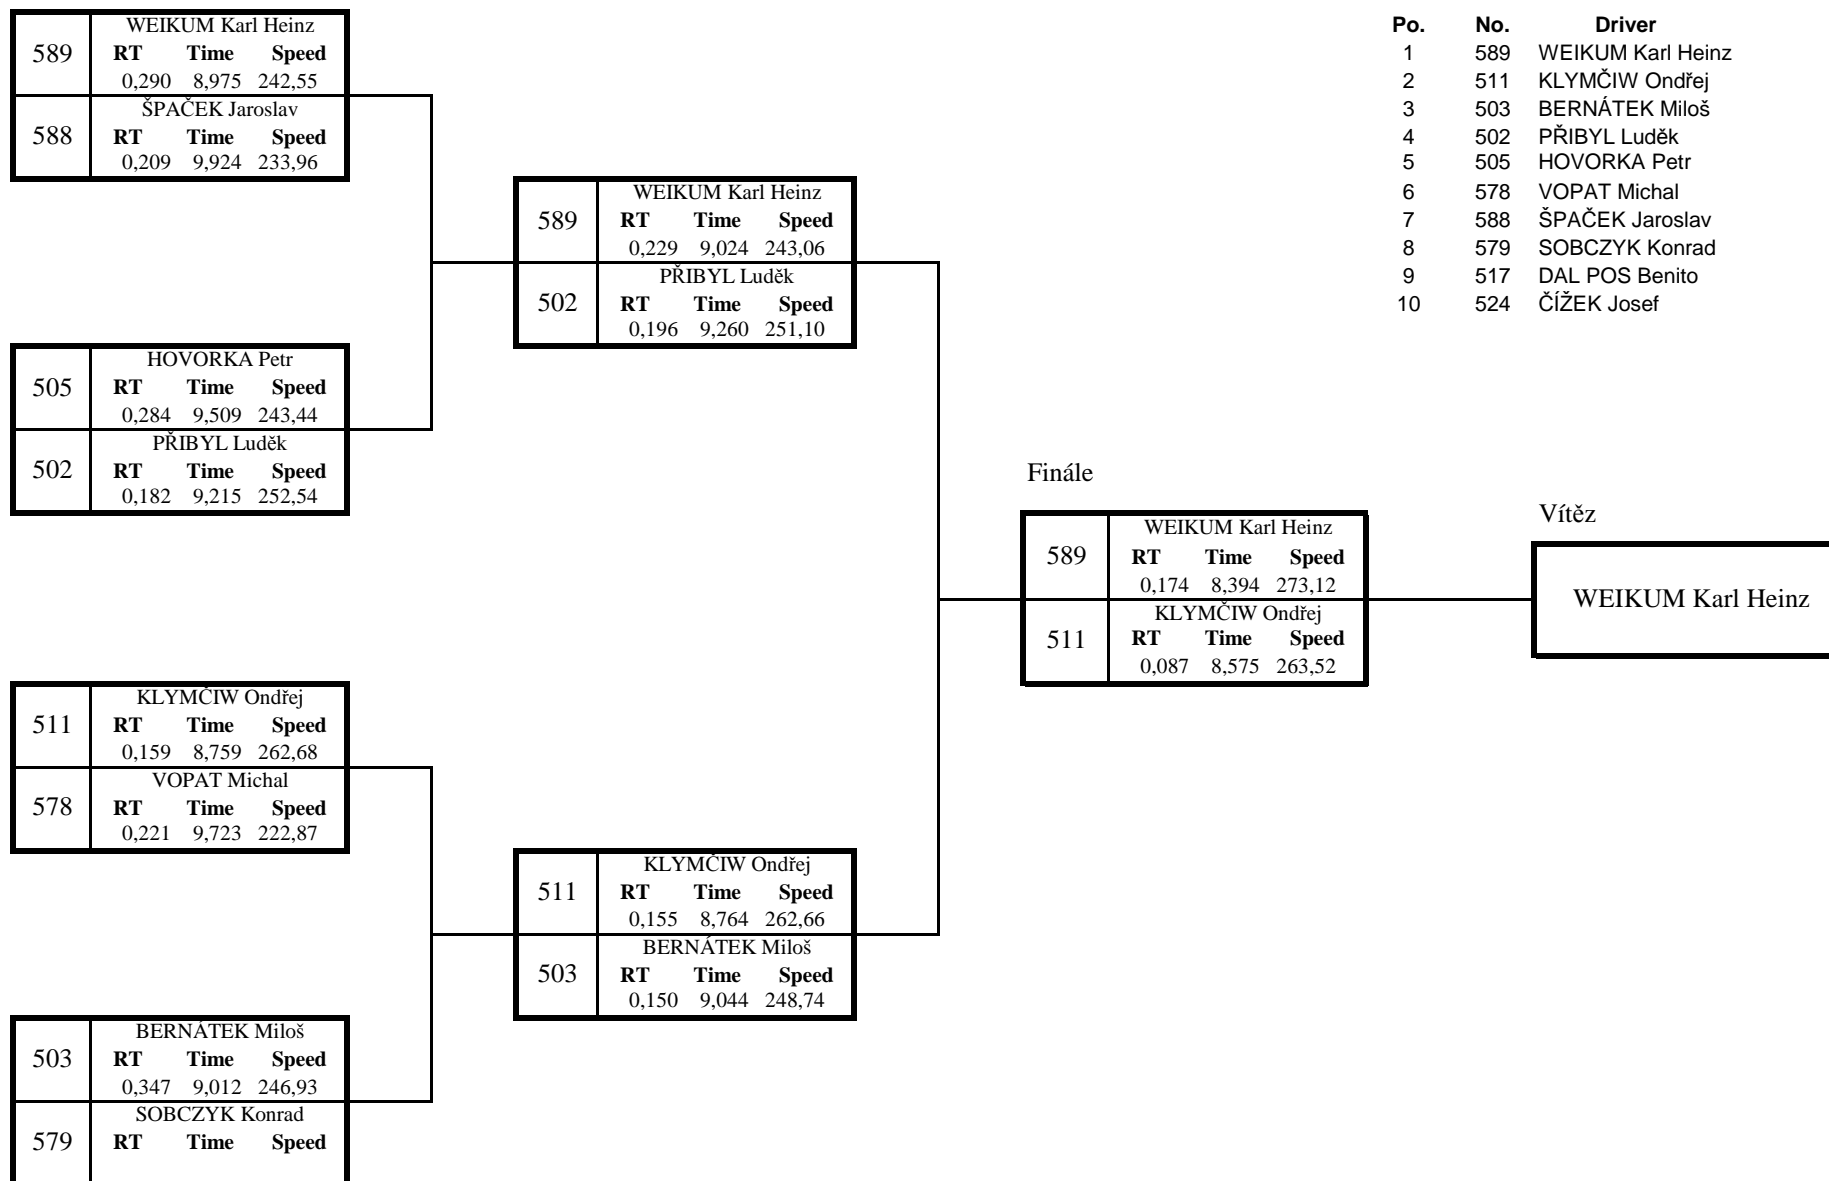 WEIKUM Karl Heinz
589 RT Time Speed
0,290 8,975 242,55
ŠPAČEK Jaroslav
588 RT Time Speed
0,209 9,924 233,96
HOVORKA Petr
505 RT Time Speed
0,284 9,509 243,44
PŘIBYL Luděk
502 RT Time Speed
0,182 9,215 252,54
KLYMČIW Ondřej
511 RT Time Speed
0,159 8,759 262,68
VOPAT Michal
578 RT Time Speed
0,221 9,723 222,87
BERNÁTEK Miloš
503 RT Time Speed
0,347 9,012 246,93
SOBCZYK Konrad
579 RT Time Speed
WEIKUM Karl Heinz
589 RT Time Speed
0,229 9,024 243,06
PŘIBYL Luděk
502 RT Time Speed
0,196 9,260 251,10
KLYMČIW Ondřej
511 RT Time Speed
0,155 8,764 262,66
BERNÁTEK Miloš
503 RT Time Speed
0,150 9,044 248,74
Finále
WEIKUM Karl Heinz
589 RT Time Speed
0,174 8,394 273,12
KLYMČIW Ondřej
511 RT Time Speed
0,087 8,575 263,52
Vítěz
WEIKUM Karl Heinz
Po. No. Driver
1 589 WEIKUM Karl Heinz
2 511 KLYMČIW Ondřej
3 503 BERNÁTEK Miloš
4 502 PŘIBYL Luděk
5 505 HOVORKA Petr
6 578 VOPAT Michal
7 588 ŠPAČEK Jaroslav
8 579 SOBCZYK Konrad
9 517 DAL POS Benito
10 524 ČÍŽEK Josef